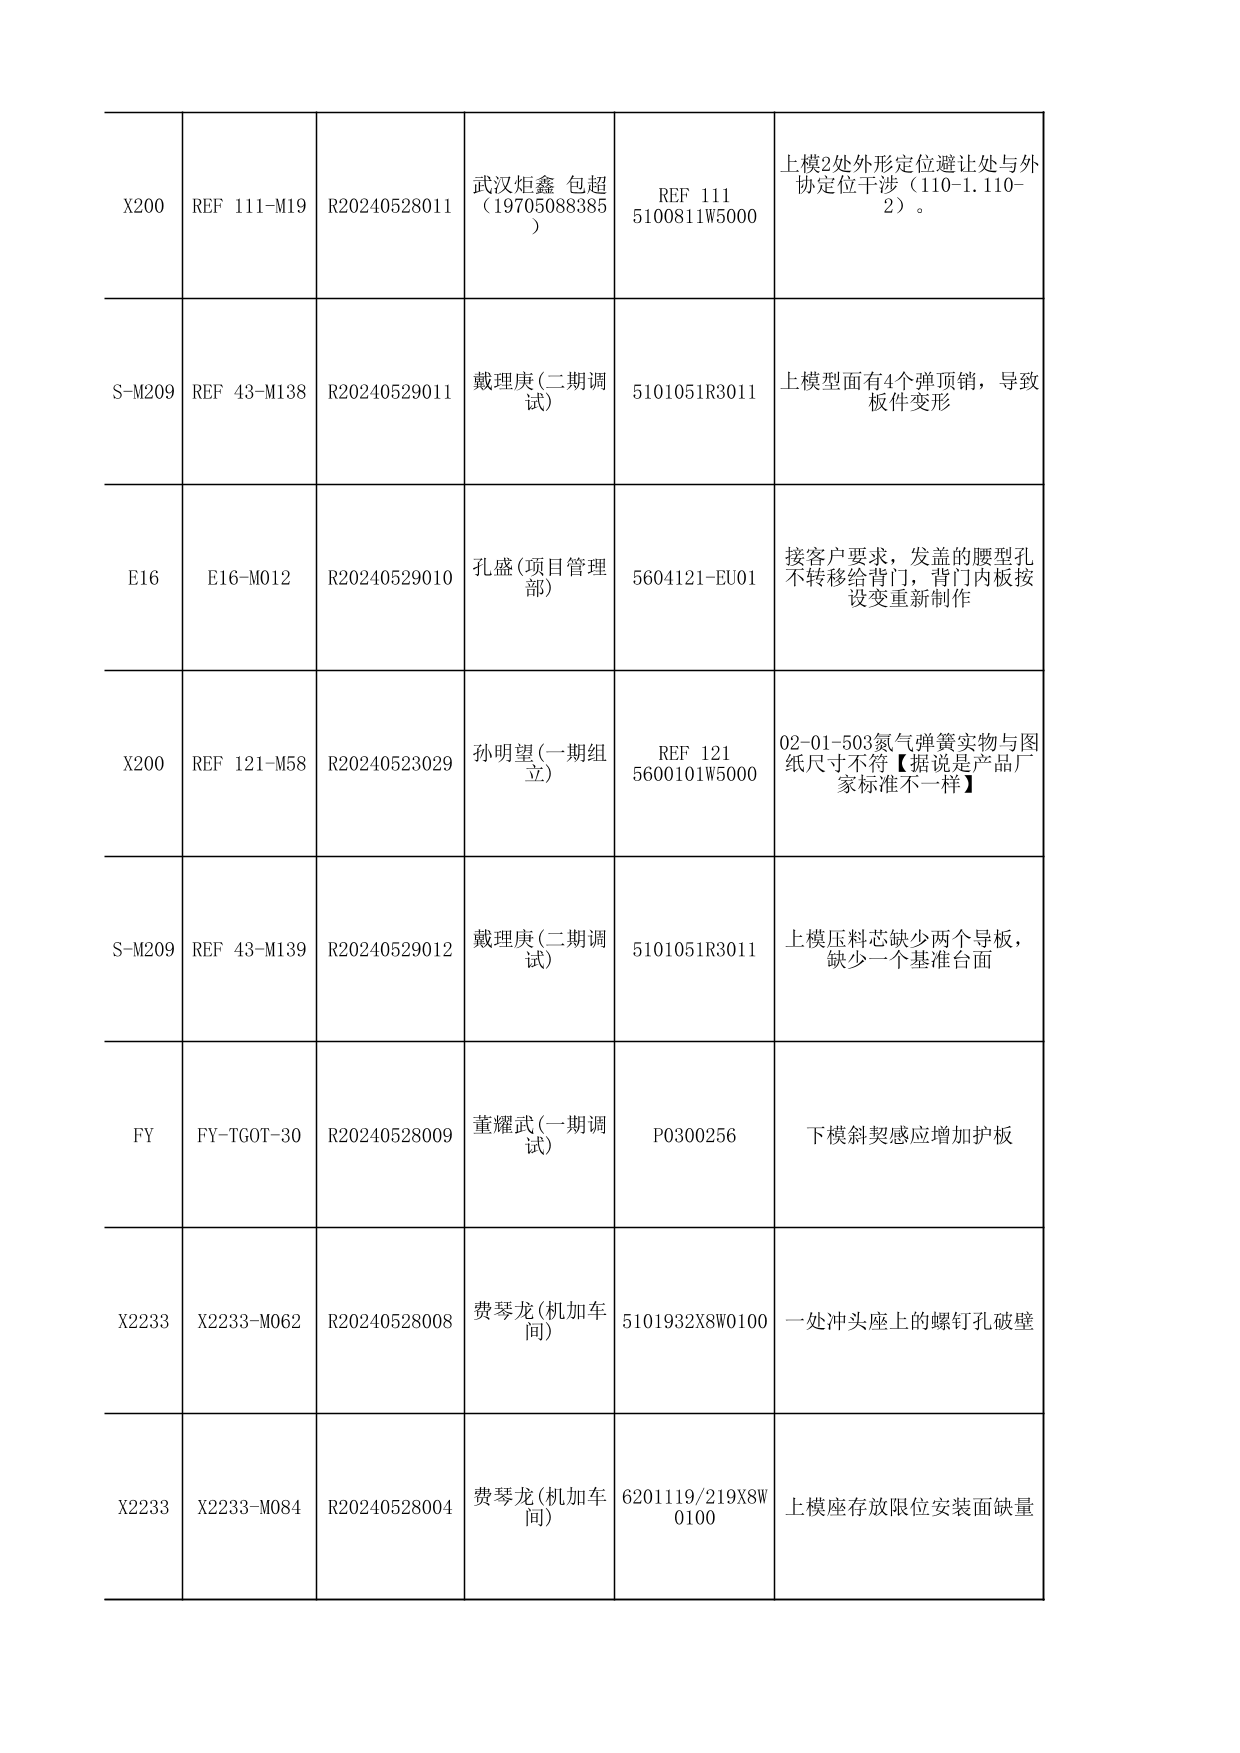 X200
REF 111-M19
R20240528011
武汉炬鑫 包超
（19705088385
）
REF 111
5100811W5000
上模2处外形定位避让处与外
协定位干涉（110-1.110-
2）。
S-M209
REF 43-M138
R20240529011
戴理庚(二期调
试)
5101051R3011
上模型面有4个弹顶销，导致
板件变形
E16
E16-M012
R20240529010
孔盛(项目管理
部)
5604121-EU01
接客户要求，发盖的腰型孔
不转移给背门，背门内板按
设变重新制作
X200
REF 121-M58
R20240523029
孙明望(一期组
立)
REF 121
5600101W5000
02-01-503氮气弹簧实物与图
纸尺寸不符【据说是产品厂
家标准不一样】
S-M209
REF 43-M139
R20240529012
戴理庚(二期调
试)
5101051R3011
上模压料芯缺少两个导板，
缺少一个基准台面
FY
FY-TGOT-30
R20240528009
董耀武(一期调
试)
P0300256
下模斜契感应增加护板
X2233
X2233-M062
R20240528008
费琴龙(机加车
间)
5101932X8W0100
一处冲头座上的螺钉孔破壁
X2233
X2233-M084
R20240528004
费琴龙(机加车
间)
6201119/219X8W
0100
上模座存放限位安装面缺量